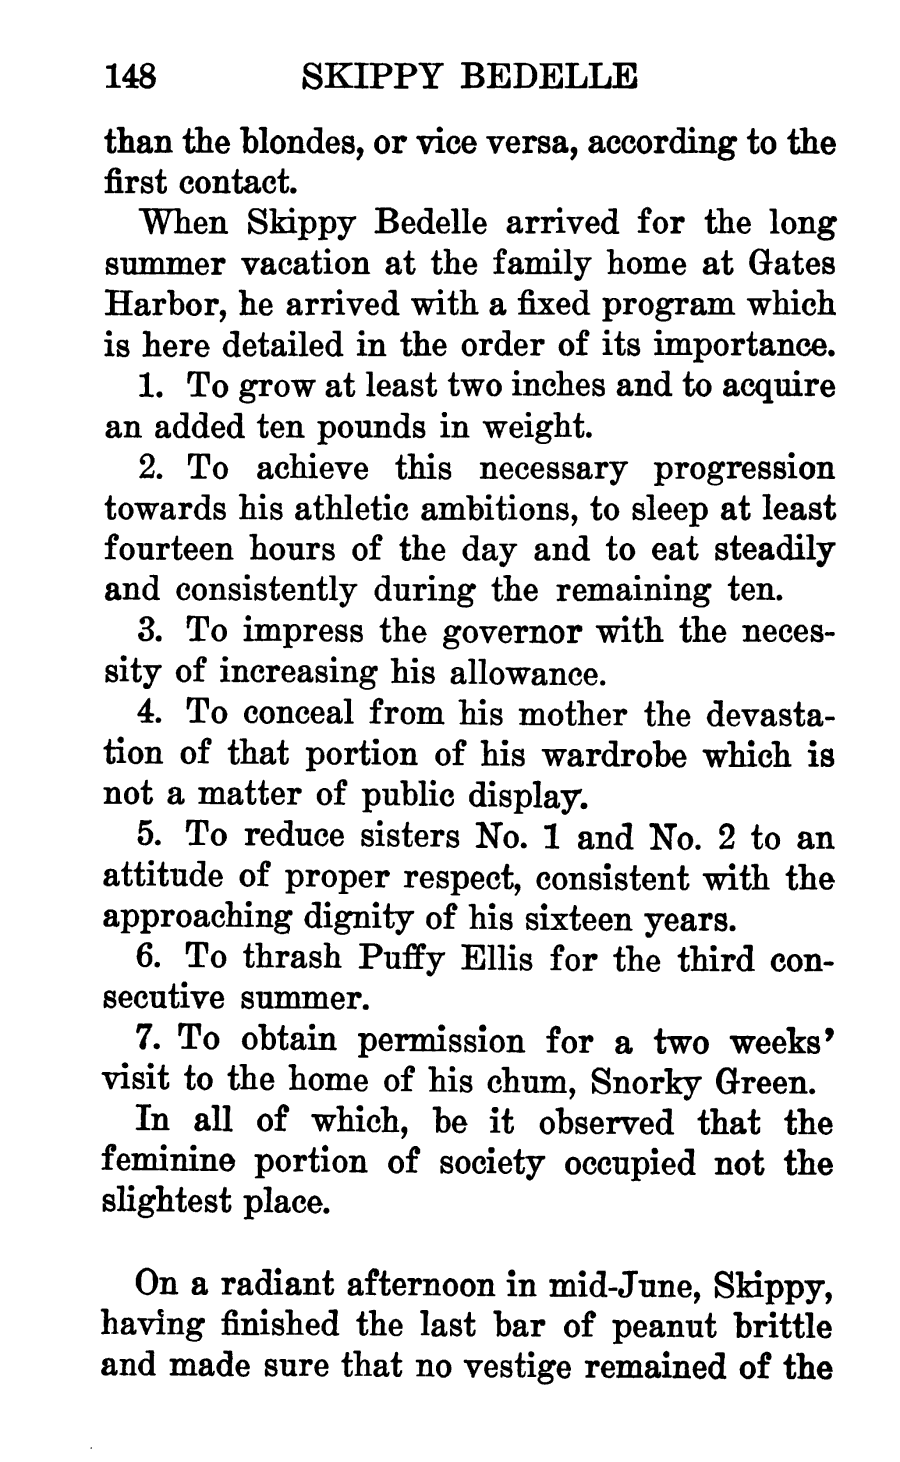 148 SKIPPY BEDELLE
than the blondes, or vice versa, according to the
first contact.
When Skippy Bedelle arrived for the long
summer vacation at the family home at Gates
Harbor, he arrived with a fixed program which
is here detailed in the order of its importance.
1. To grow at least two inches and to acquire
an added ten pounds in weight.
2. To achieve this necessary progression
towards his athletic ambitions, to sleep at least
fourteen hours of the day and to eat steadily
and consistently during the remaining ten.
3. To impress the governor with the neces-
sity of increasing his allowance.
4. To conceal from his mother the devasta-
tion of that portion of his wardrobe which is
not a matter of public display.
5. To reduce sisters No. 1 and No. 2 to an
attitude of proper respect, consistent with the
approaching dignity of his sixteen years.
6. To thrash Puffy Ellis for the third con-
secutive summer.
7. To obtain permission for a two weeks’
visit to the home of his chum, Snorky Green.
In all of which, be it observed that the
feminine portion of society occupied not the
slightest place.
On a radiant afternoon in mid-June, Skippy,
having finished the last bar of peanut brittle
and made sure that no vestige remained of the